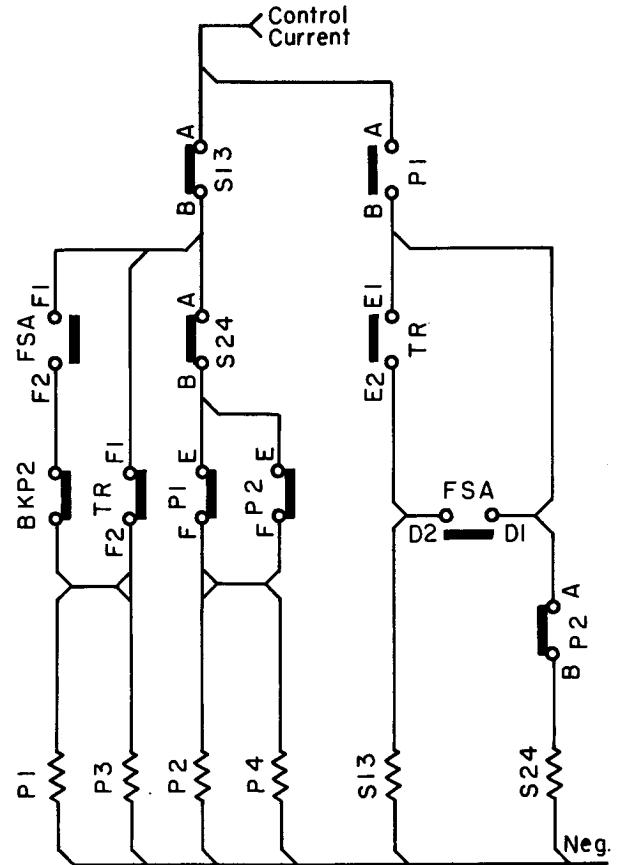 Control
Current
A
S13
B
A
P1
B
F1
FSA
F2
A
S24
B
E1
TR
E2
BKP2
F1
TR
F2
E
P1
F
E
P2
F
FSA
D2
D1
A
P2
B
P1
P3
P2
P4
S13
S24
Neg.